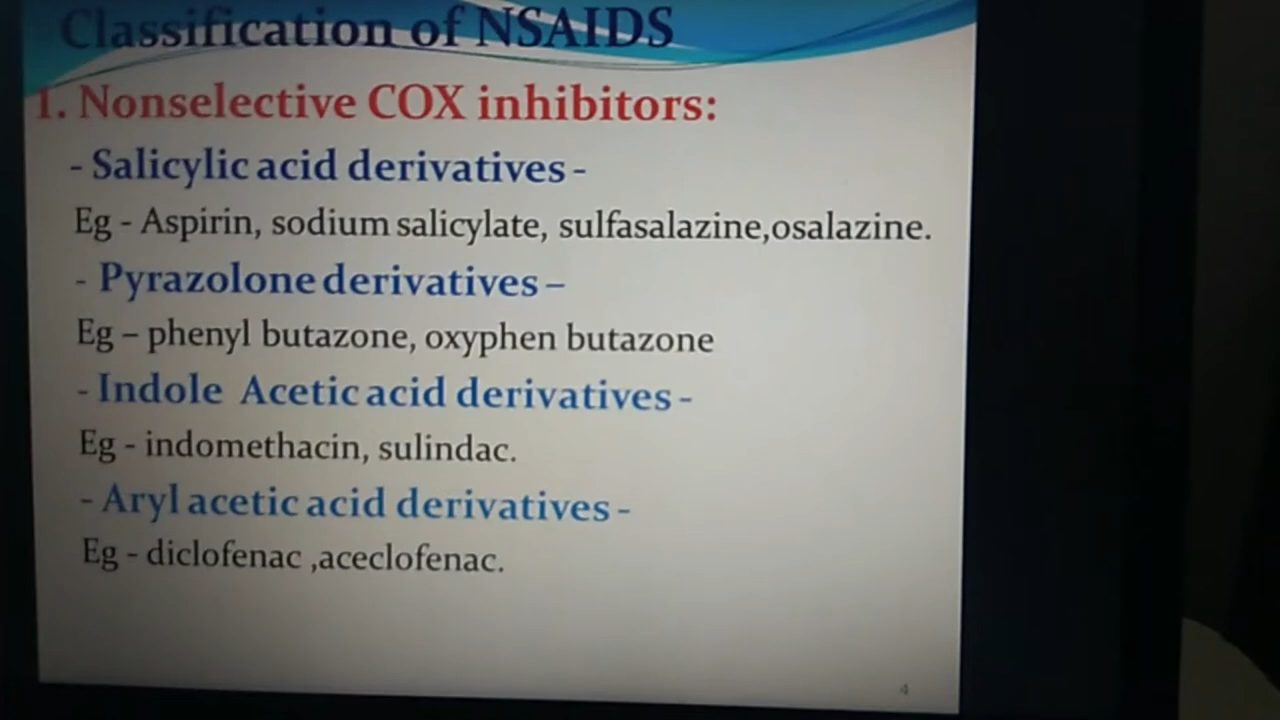 Classification of NSAIDS
1. Nonselective COX inhibitors:
- Salicylic acid derivatives -
Eg - Aspirin, sodium salicylate, sulfasalazine,osalazine.
- Pyrazolone derivatives –
Eg – phenyl butazone, oxyphen butazone
- Indole Acetic acid derivatives -
Eg - indomethacin, sulindac.
- Aryl acetic acid derivatives -
Eg - diclofenac ,aceclofenac.
4